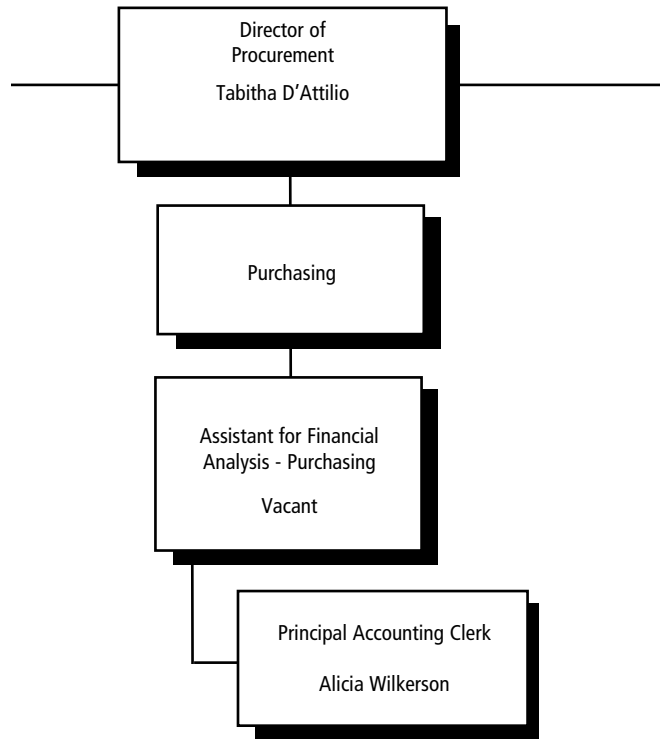 Director of
Procurement
Tabitha D’Attilio
Purchasing
Assistant for Financial
Analysis - Purchasing
Vacant
Principal Accounting Clerk
Alicia Wilkerson